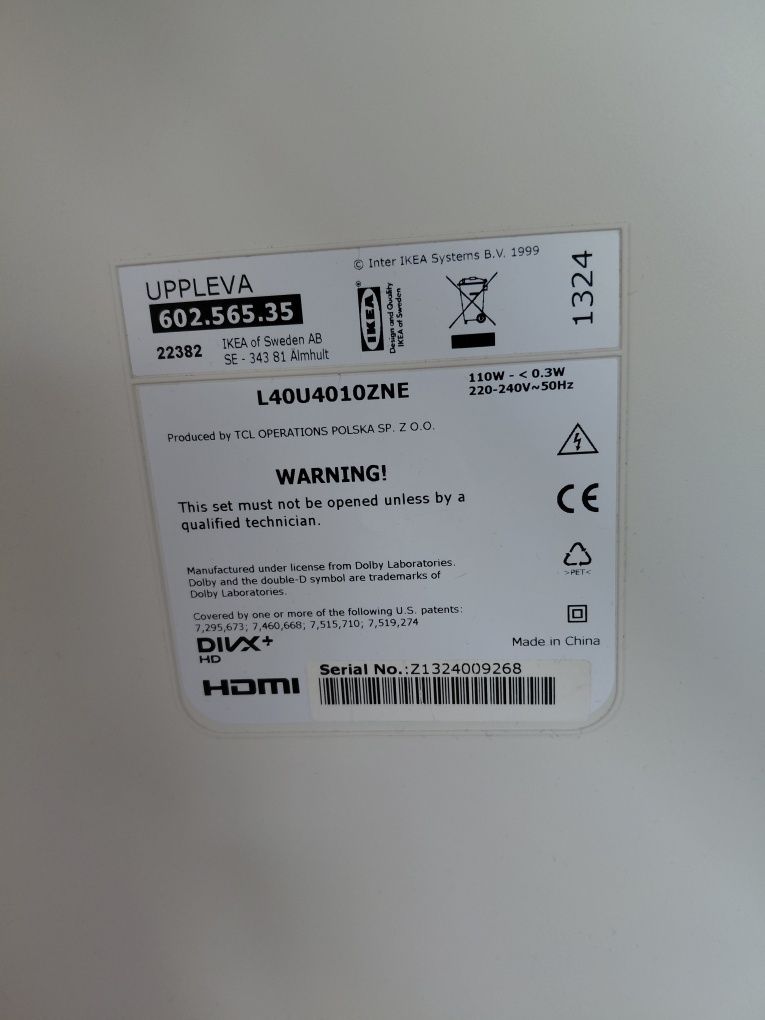 © Inter IKEA Systems B.V. 1999
UPPLEVA
602.565.35
22382
IKEA of Sweden AB
SE - 343 81 Älmhult
IKEA®
Design and Quality
IKEA of Sweden
1324
L40U4010ZNE
110W - < 0.3W
220-240V~50Hz
Produced by TCL OPERATIONS POLSKA SP. Z O.O.
WARNING!
This set must not be opened unless by a
qualified technician.
CE
Manufactured under license from Dolby Laboratories.
Dolby and the double-D symbol are trademarks of
Dolby Laboratories.
>PET<
Covered by one or more of the following U.S. patents:
7,295,673; 7,460,668; 7,515,710; 7,519,274
DIVX+
HD
Made in China
HDMI
Serial No.:Z1324009268